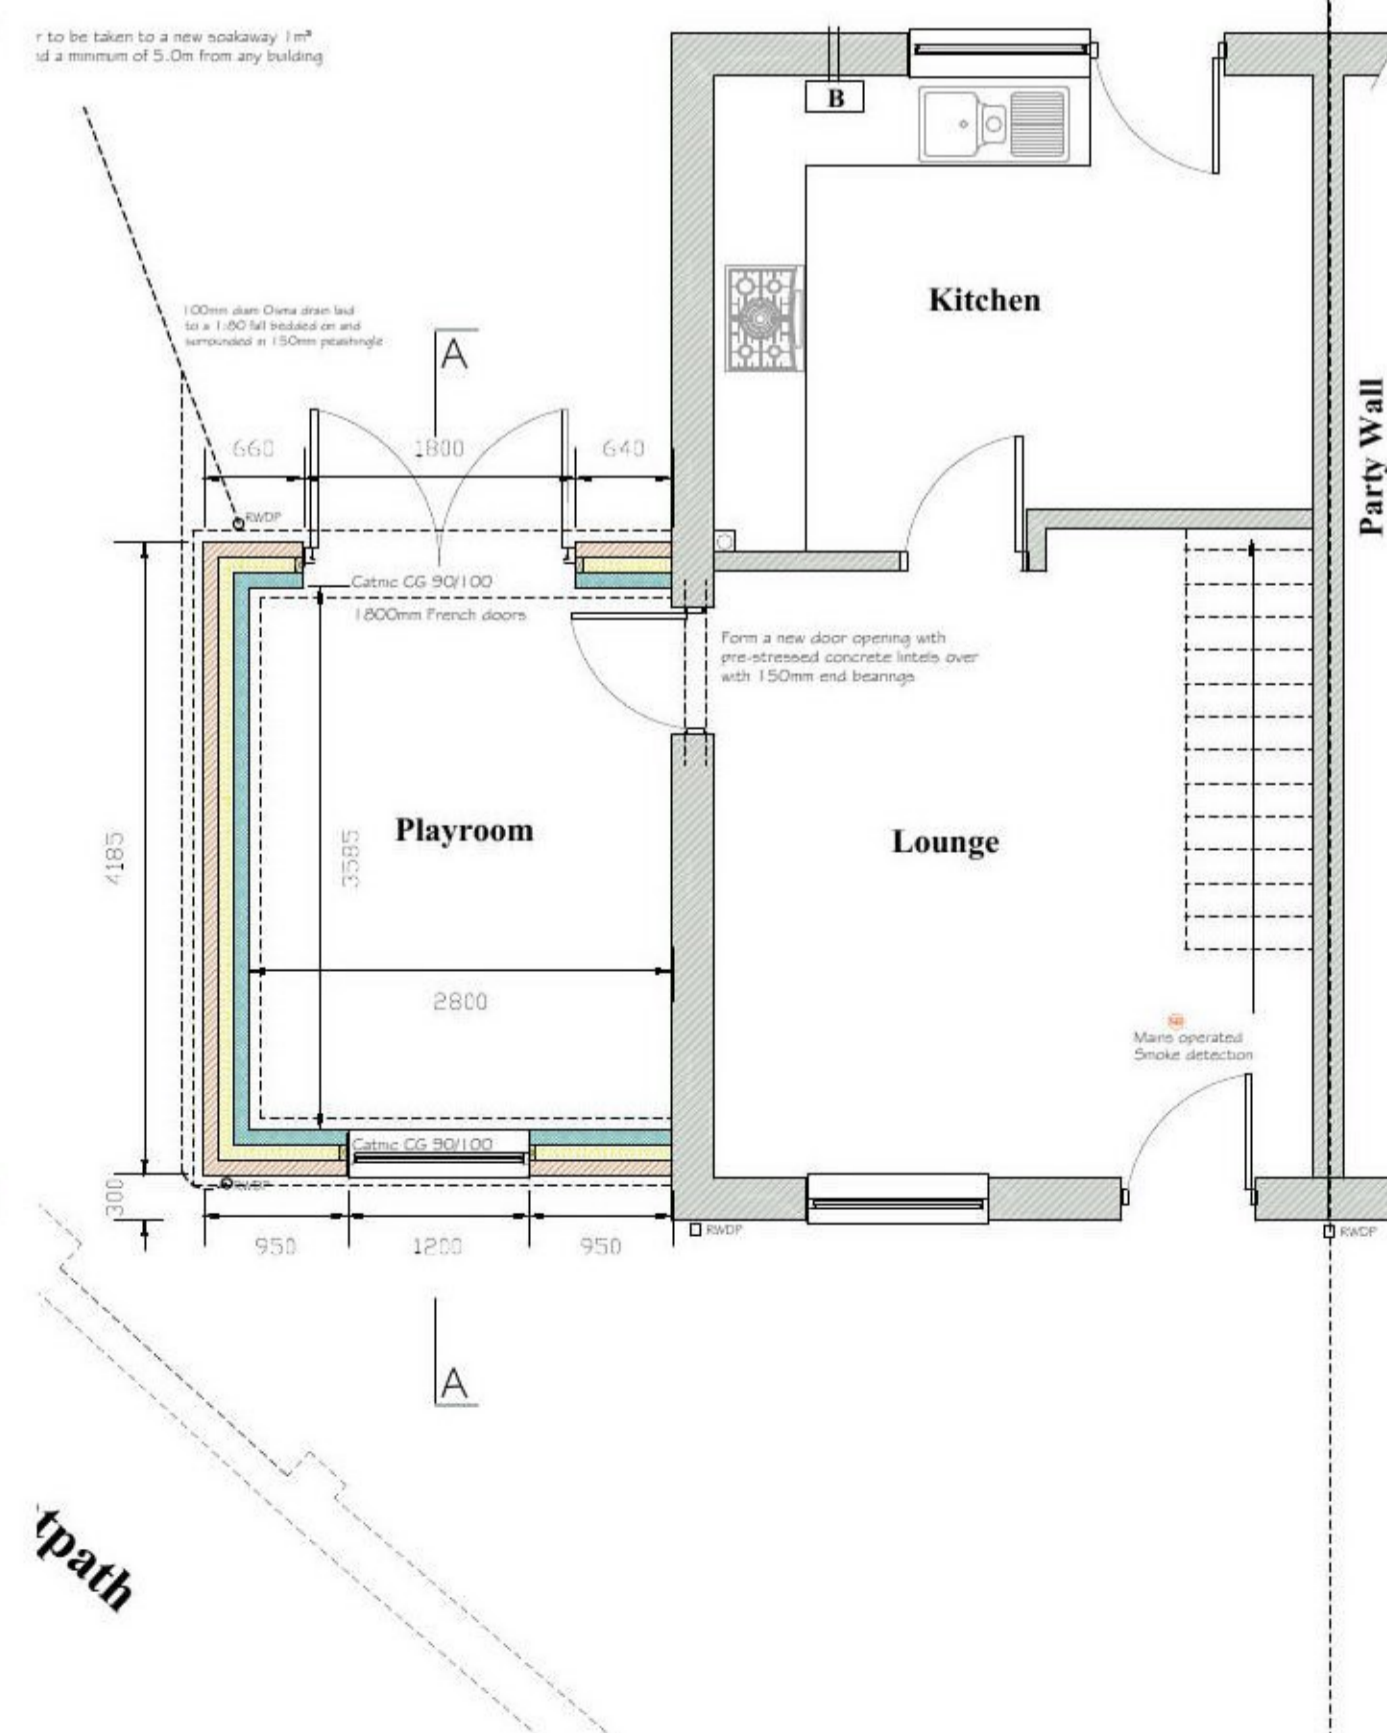 r to be taken to a new soakaway 1m³
d a minimum of 5.0m from any building
B
Kitchen
100mm diam Osma drain laid
to a 1:80 fall bedded on and
surrounded in 150mm peashingle
A
Party Wall
660
1800
640
RWDP
Catnic CG 90/100
1800mm French doors
Form a new door opening with
pre-stressed concrete lintels over
with 150mm end bearings
Playroom
Lounge
4185
3585
2800
Mains operated
Smoke detection
Catnic CG 90/100
300
RWDP
950
1200
950
RWDP
RWDP
A
tpath